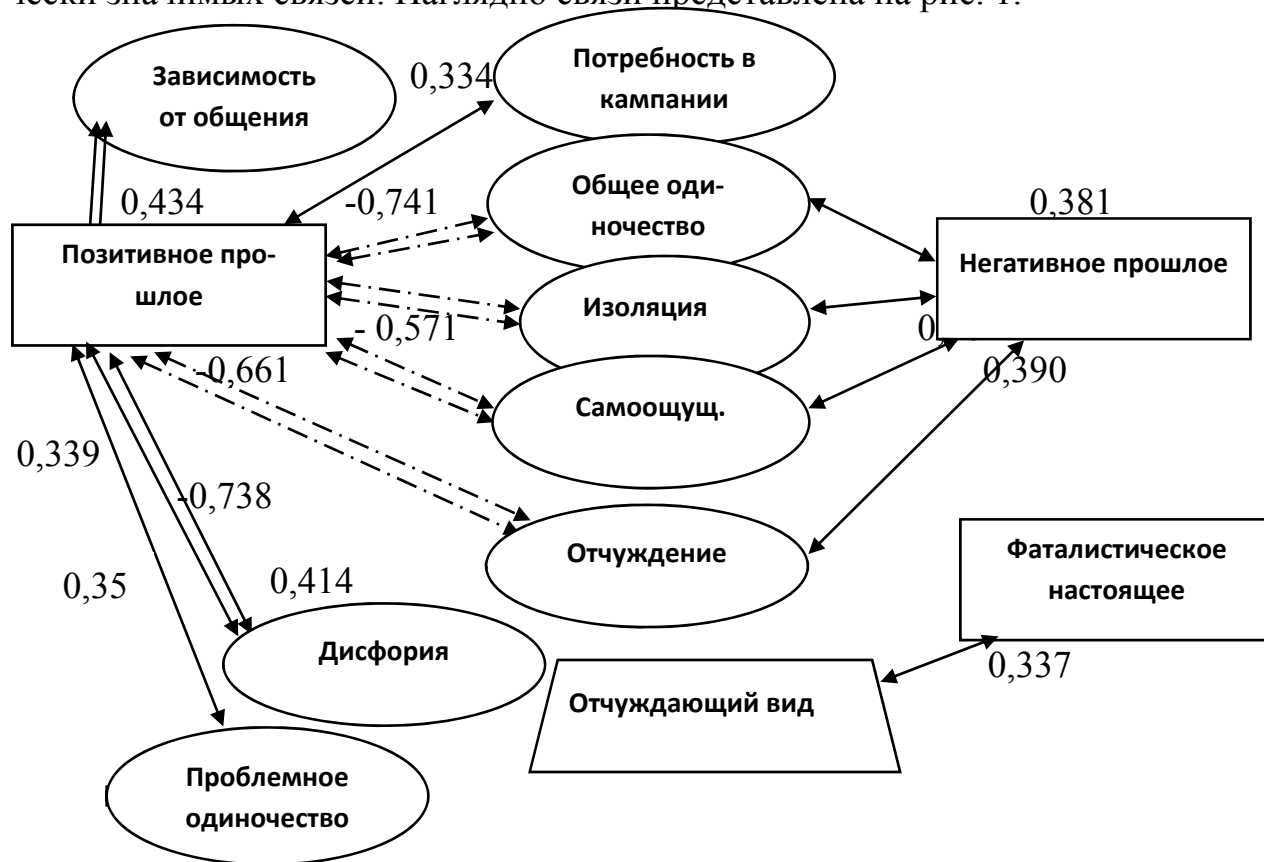 чески значимых связей. Наглядно связи представлена на рис. 1.
Зависимость
от общения
0,334
Потребность в
кампании
0,434
-0,741
Общее оди-
ночество
0,381
Позитивное про-
шлое
Негативное прошлое
Изоляция
- 0,571
0,
-0,661
0,390
Самоощущ.
0,339
-0,738
Отчуждение
Фаталистическое
настоящее
0,35
0,414
Дисфория
0,337
Отчуждающий вид
Проблемное
одиночество